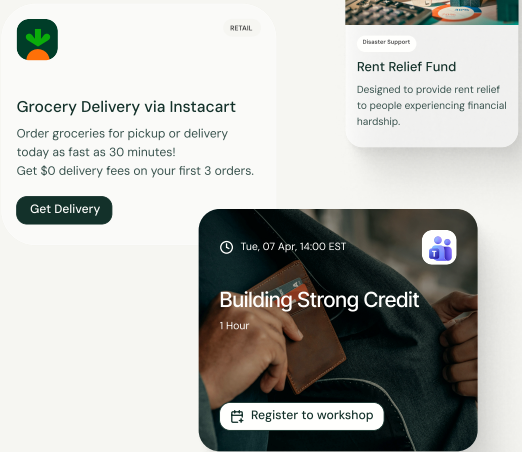 RETAIL
Grocery Delivery via Instacart
Order groceries for pickup or delivery
today as fast as 30 minutes!
Get $0 delivery fees on your first 3 orders.
Get Delivery
Disaster Support
Rent Relief Fund
Designed to provide rent relief
to people experiencing financial
hardship.
Tue, 07 Apr, 14:00 EST
T
Building Strong Credit
1 Hour
Register to workshop